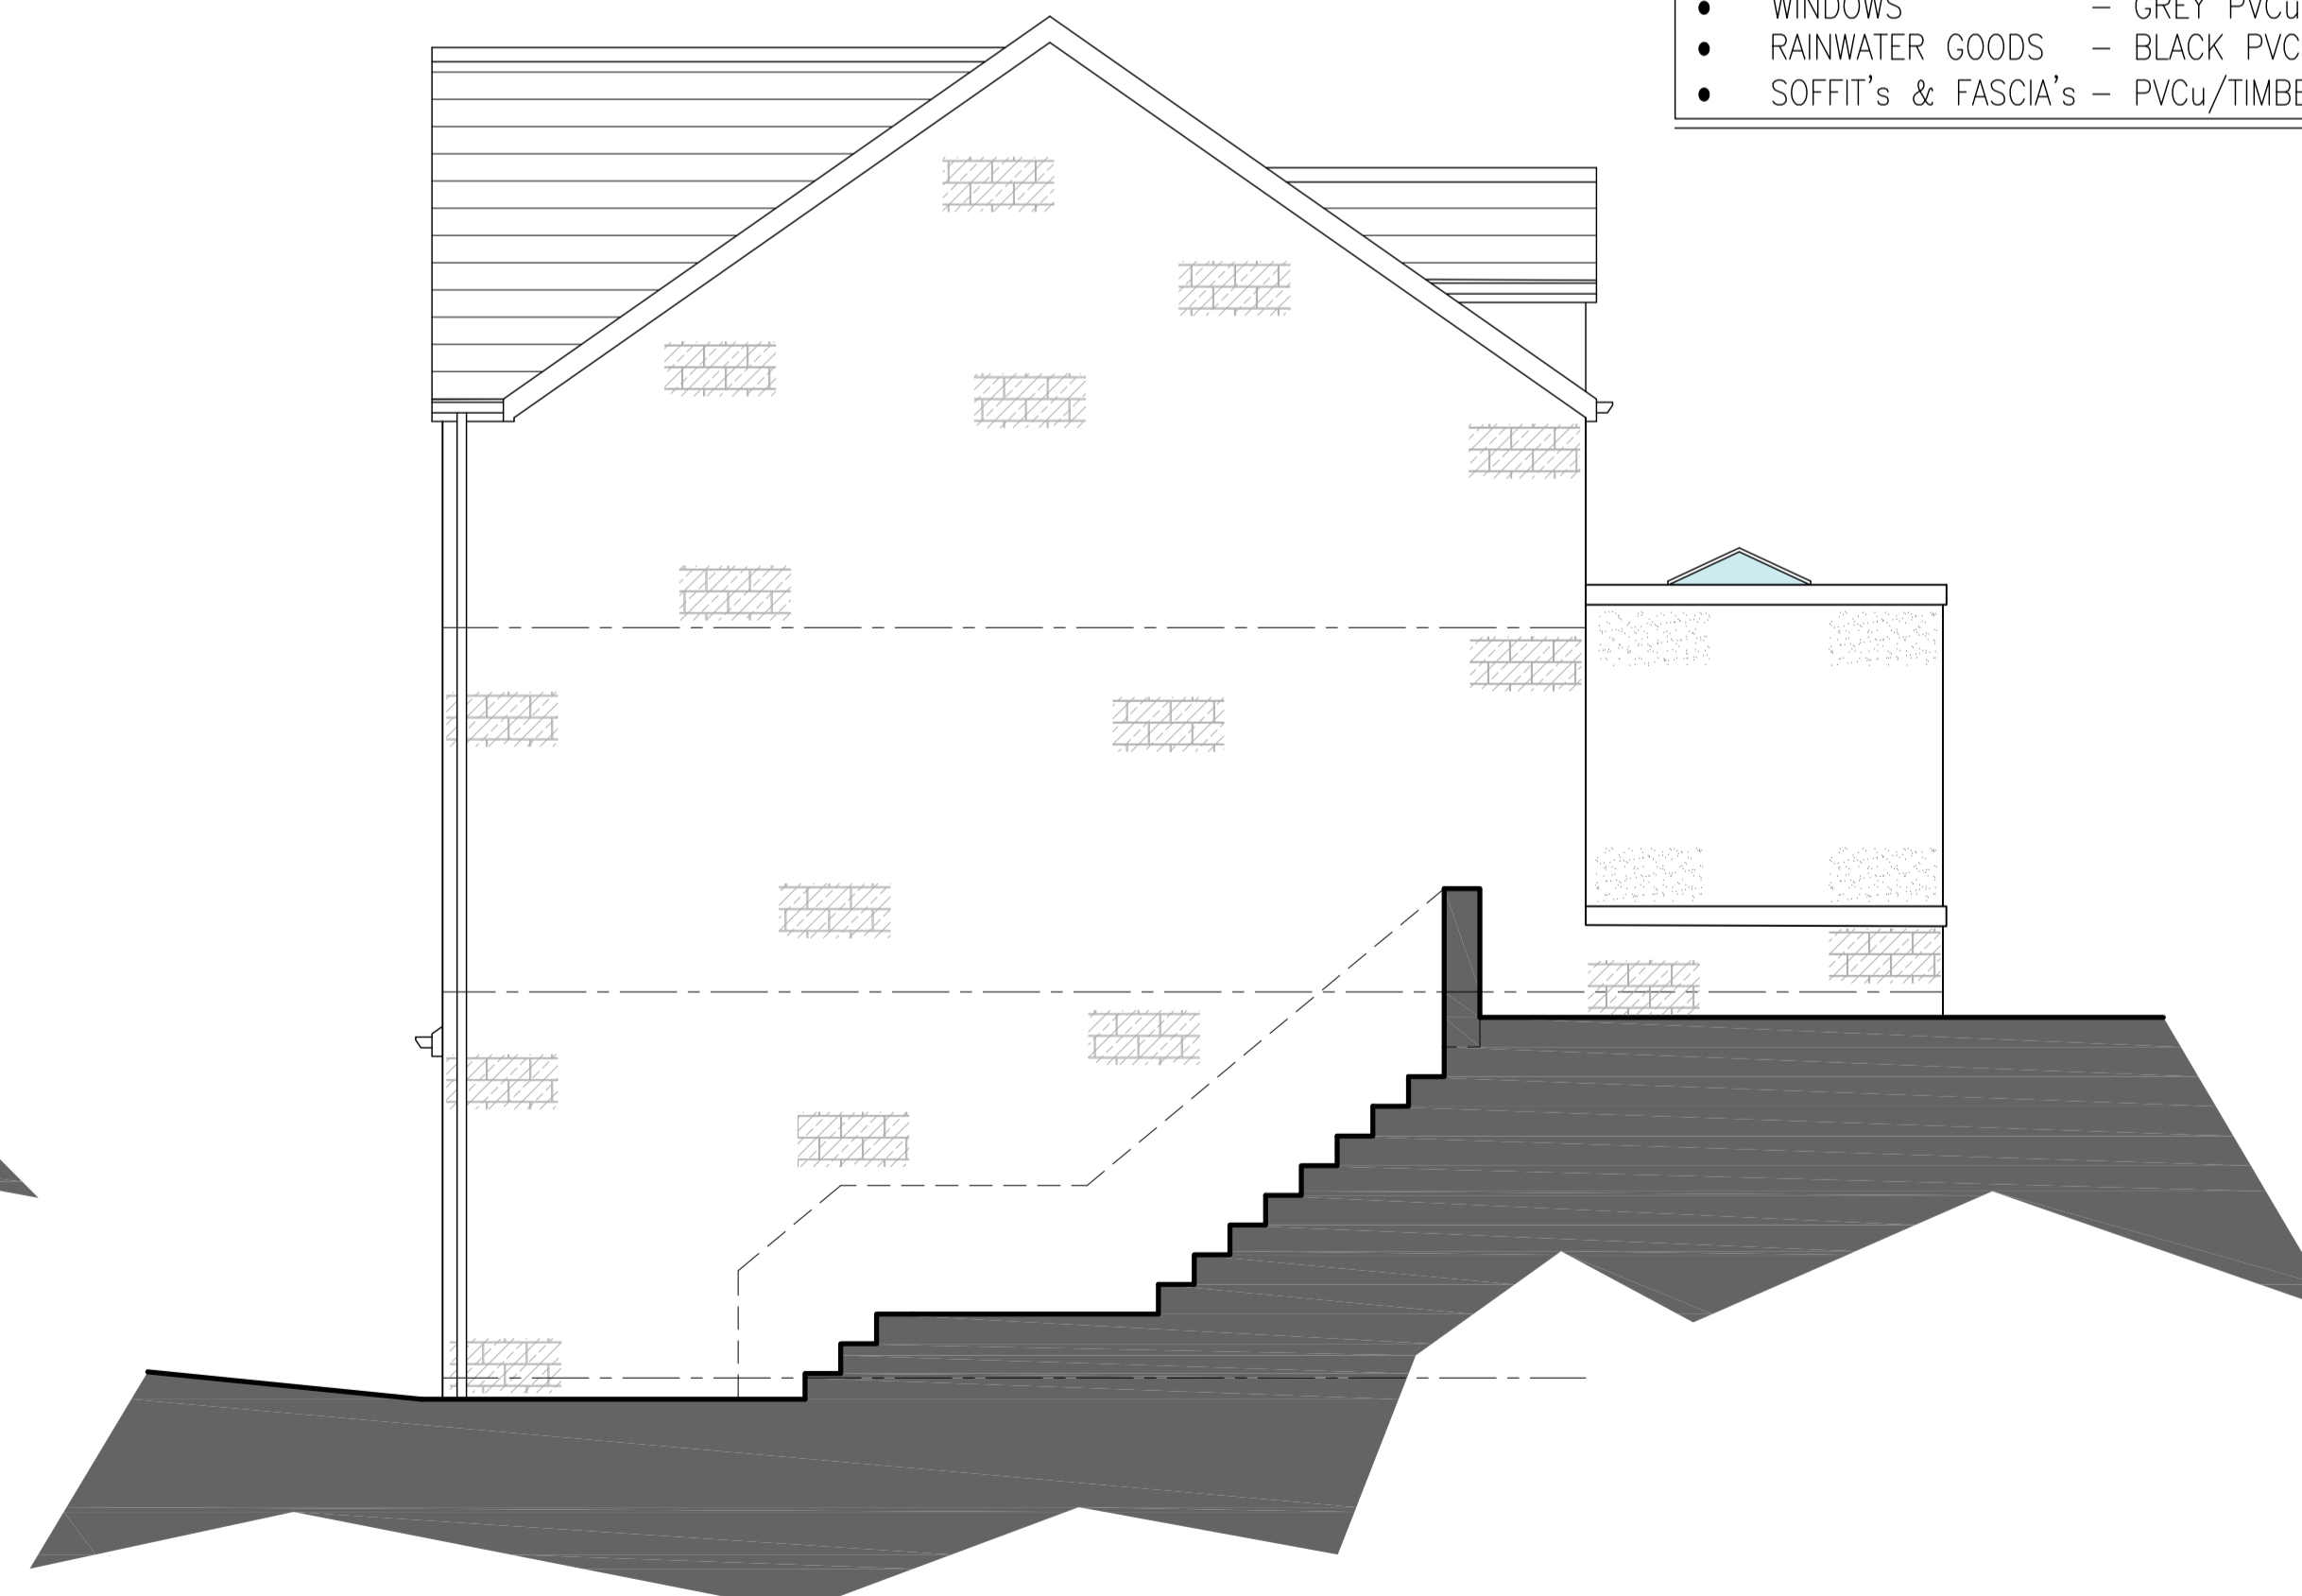 • WINDOWS – GREY PVCu
• RAINWATER GOODS – BLACK PVC
• SOFFIT's & FASCIA's – PVCu/TIMBE